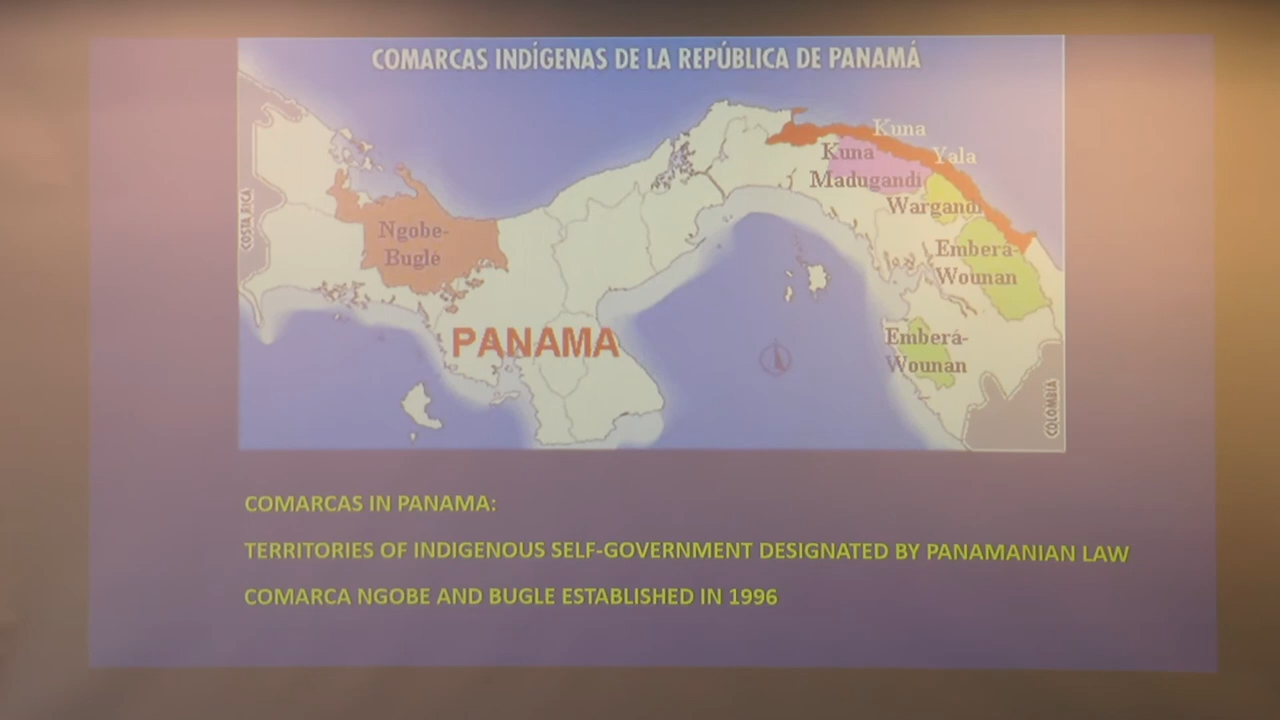 COMARCAS INDÍGENAS DE LA REPÚBLICA DE PANAMÁ
COSTA RICA
Ngobe-
Buglé
Kuna
Yala
Kuna
Madugandi
Wargandi
Emberá-
Wounan
PANAMA
Emberá-
Wounan
COLOMBIA
COMARCAS IN PANAMA:
TERRITORIES OF INDIGENOUS SELF-GOVERNMENT DESIGNATED BY PANAMANIAN LAW
COMARCA NGOBE AND BUGLE ESTABLISHED IN 1996